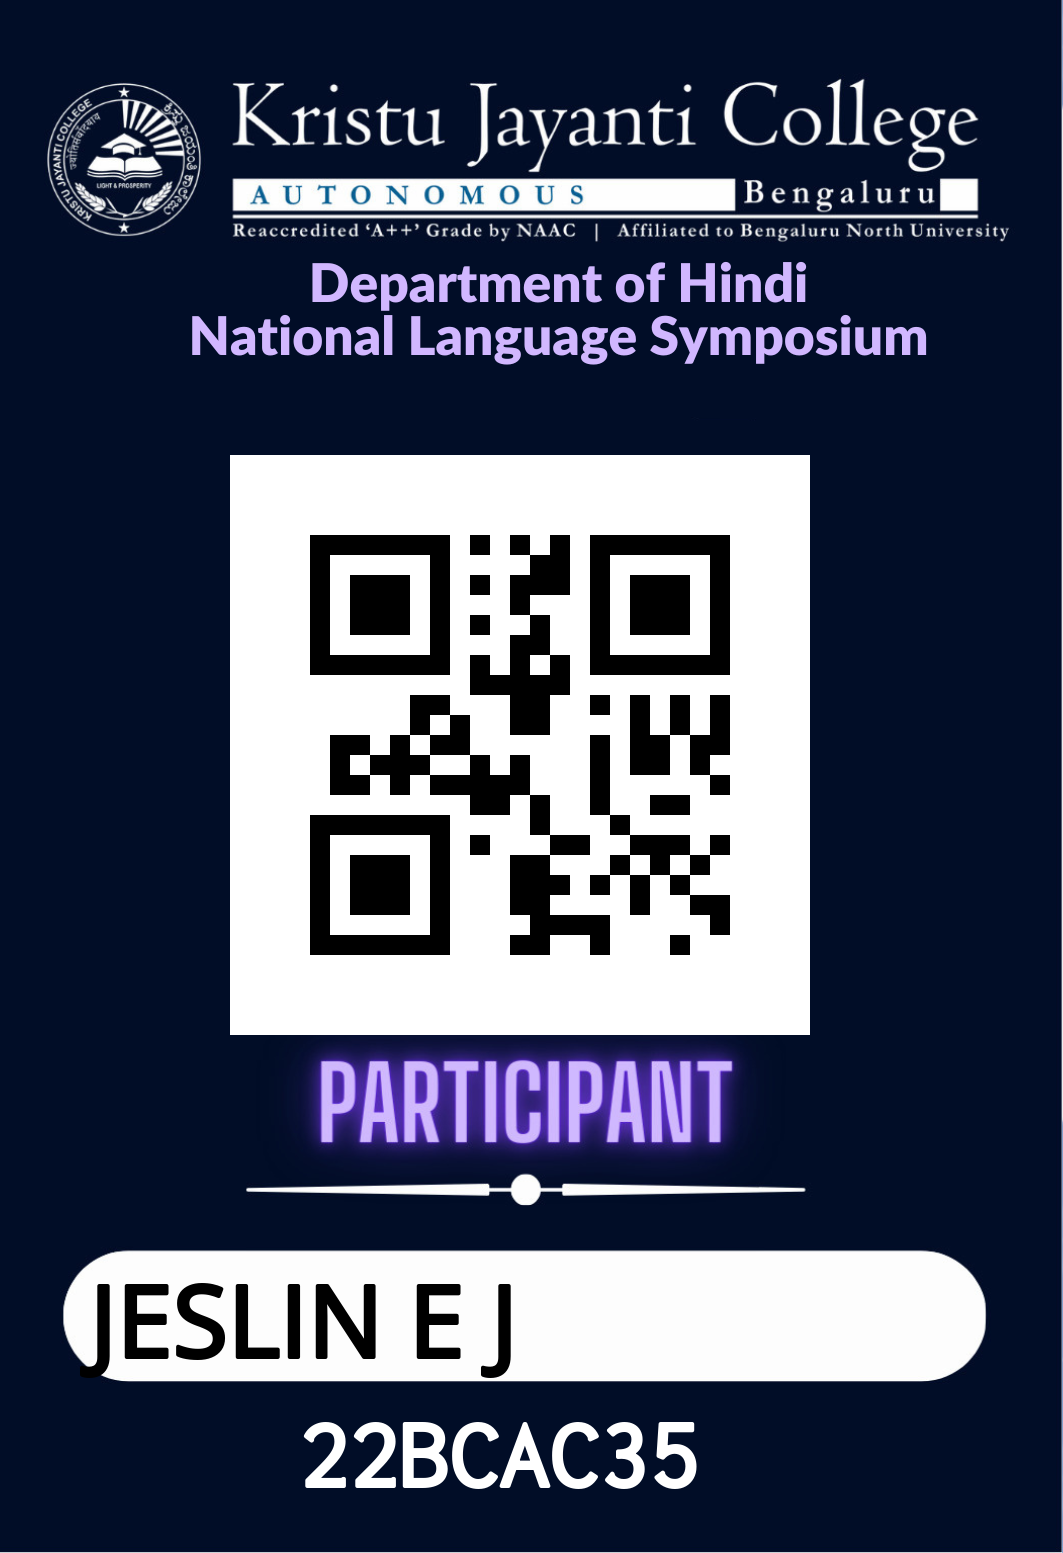 KRISTU JAYANTI COLLEGE
LIGHT & PROSPERITY
Kristu Jayanti College
AUTONOMOUS Bengaluru
Reaccredited ‘A++’ Grade by NAAC | Affiliated to Bengaluru North University
Department of Hindi
National Language Symposium
PARTICIPANT
JESLIN E J
22BCAC35